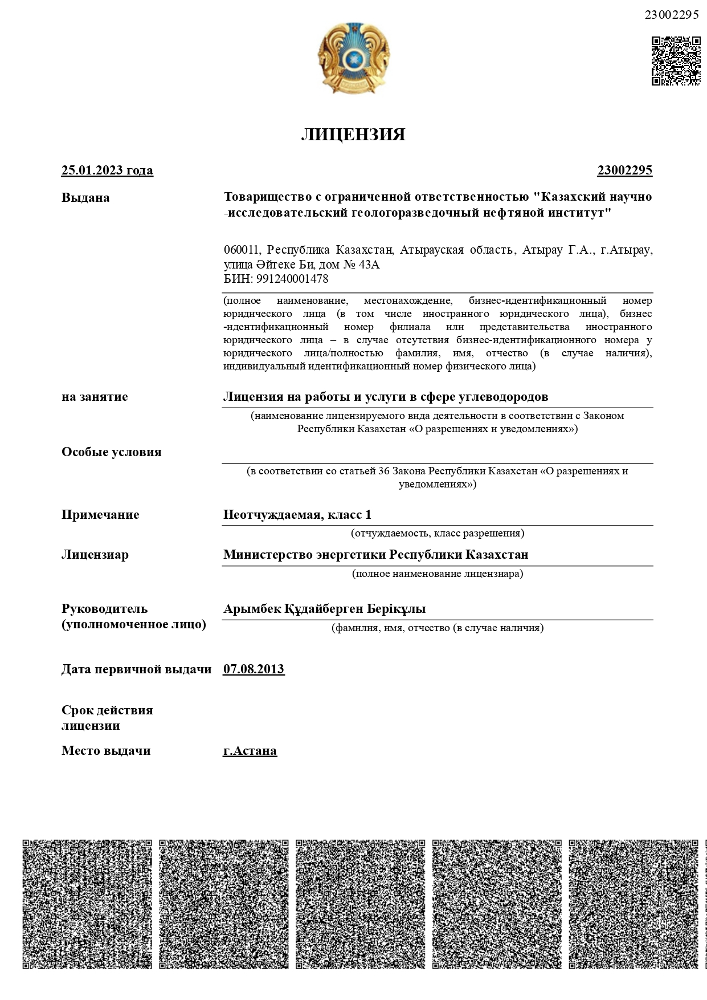 23002295
ЛИЦЕНЗИЯ
25.01.2023 года 23002295
Выдана Товарищество с ограниченной ответственностью "Казахский научно
-исследовательский геологоразведочный нефтяной институт"
060011, Республика Казахстан, Атырауская область, Атырау Г.А., г.Атырау,
улица Әйтеке Би, дом № 43А
БИН: 991240001478
(полное наименование, местонахождение, бизнес-идентификационный номер
юридического лица (в том числе иностранного юридического лица), бизнес
-идентификационный номер филиала или представительства иностранного
юридического лица – в случае отсутствия бизнес-идентификационного номера у
юридического лица/полностью фамилия, имя, отчество (в случае наличия),
индивидуальный идентификационный номер физического лица)
на занятие Лицензия на работы и услуги в сфере углеводородов
(наименование лицензируемого вида деятельности в соответствии с Законом
Республики Казахстан «О разрешениях и уведомлениях»)
Особые условия
(в соответствии со статьей 36 Закона Республики Казахстан «О разрешениях и
уведомлениях»)
Примечание Неотчуждаемая, класс 1
(отчуждаемость, класс разрешения)
Лицензиар Министерство энергетики Республики Казахстан
(полное наименование лицензиара)
Руководитель Арымбек Құдайберген Берікұлы
(уполномоченное лицо)
(фамилия, имя, отчество (в случае наличия)
Дата первичной выдачи 07.08.2013
Срок действия
лицензии
Место выдачи г.Астана